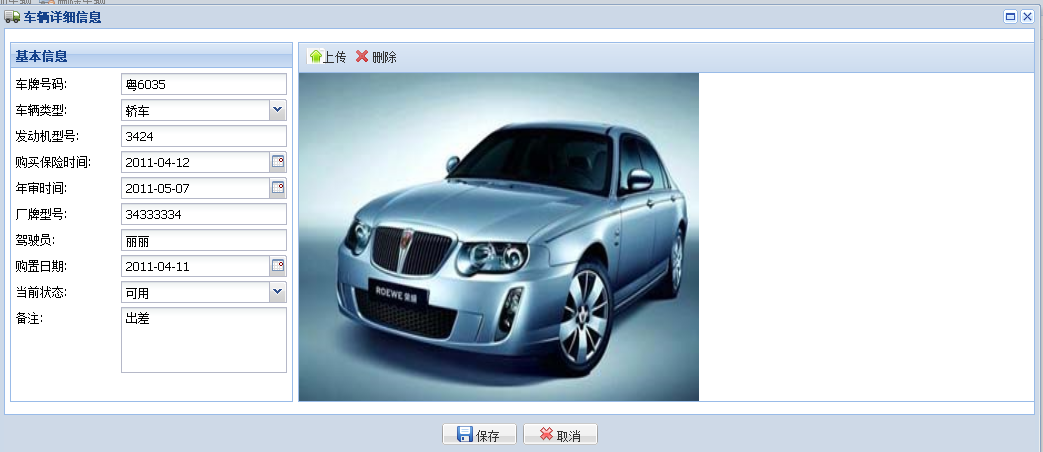 车辆详细信息
基本信息
上传 删除
车牌号码: 粤6035
车辆类型: 轿车
发动机型号: 3424
购买保险时间: 2011-04-12
年审时间: 2011-05-07
厂牌型号: 34333334
驾驶员: 丽丽
购置日期: 2011-04-11
当前状态: 可用
备注: 出差
ROEWE 荣威
保存 取消